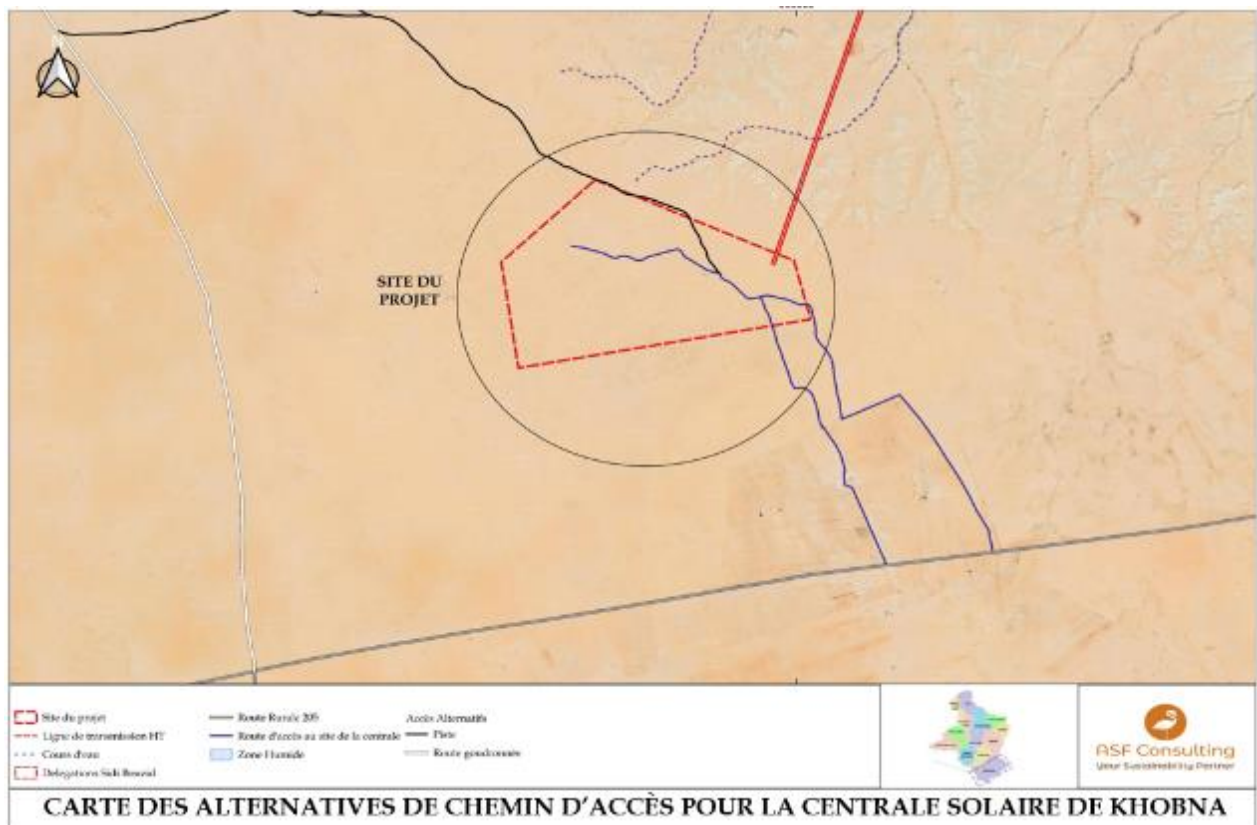 SITE DU
PROJET
Site du projet
Ligne de transmission HT
Cours d'eau
Délégations Sidi Bouzid
Route Rurale 205
Route d'accès au site de la centrale
Zone Humide
Accès Alternatifs
Piste
Route goudronnée
ASF Consulting
Your Sustainability Partner
CARTE DES ALTERNATIVES DE CHEMIN D'ACCÈS POUR LA CENTRALE SOLAIRE DE KHOBNA